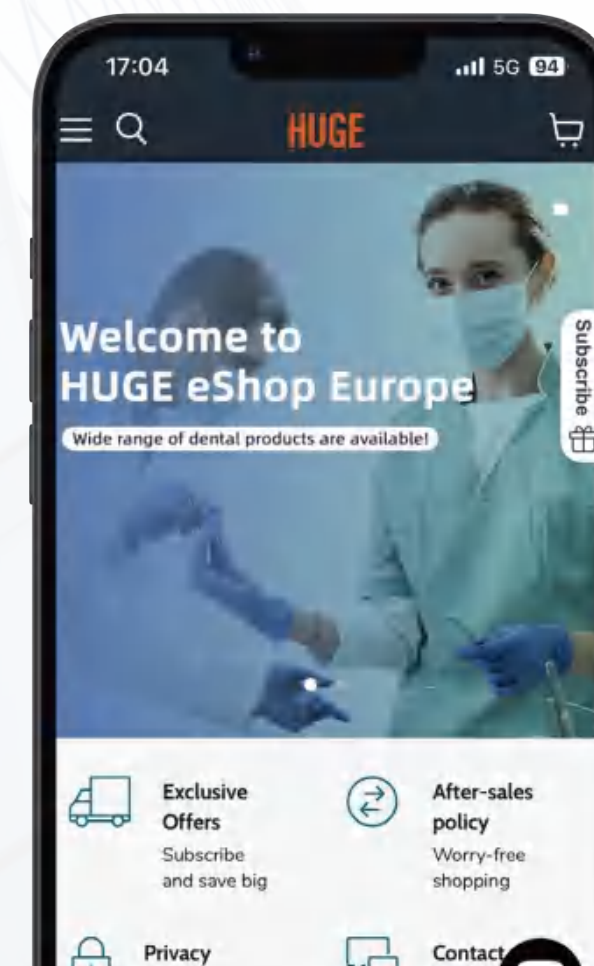 17:04
5G 94
HUGE
Welcome to
HUGE eShop Europe
Wide range of dental products are available!
Subscribe
Exclusive
Offers
Subscribe
and save big
After-sales
policy
Worry-free
shopping
Privacy
Contact